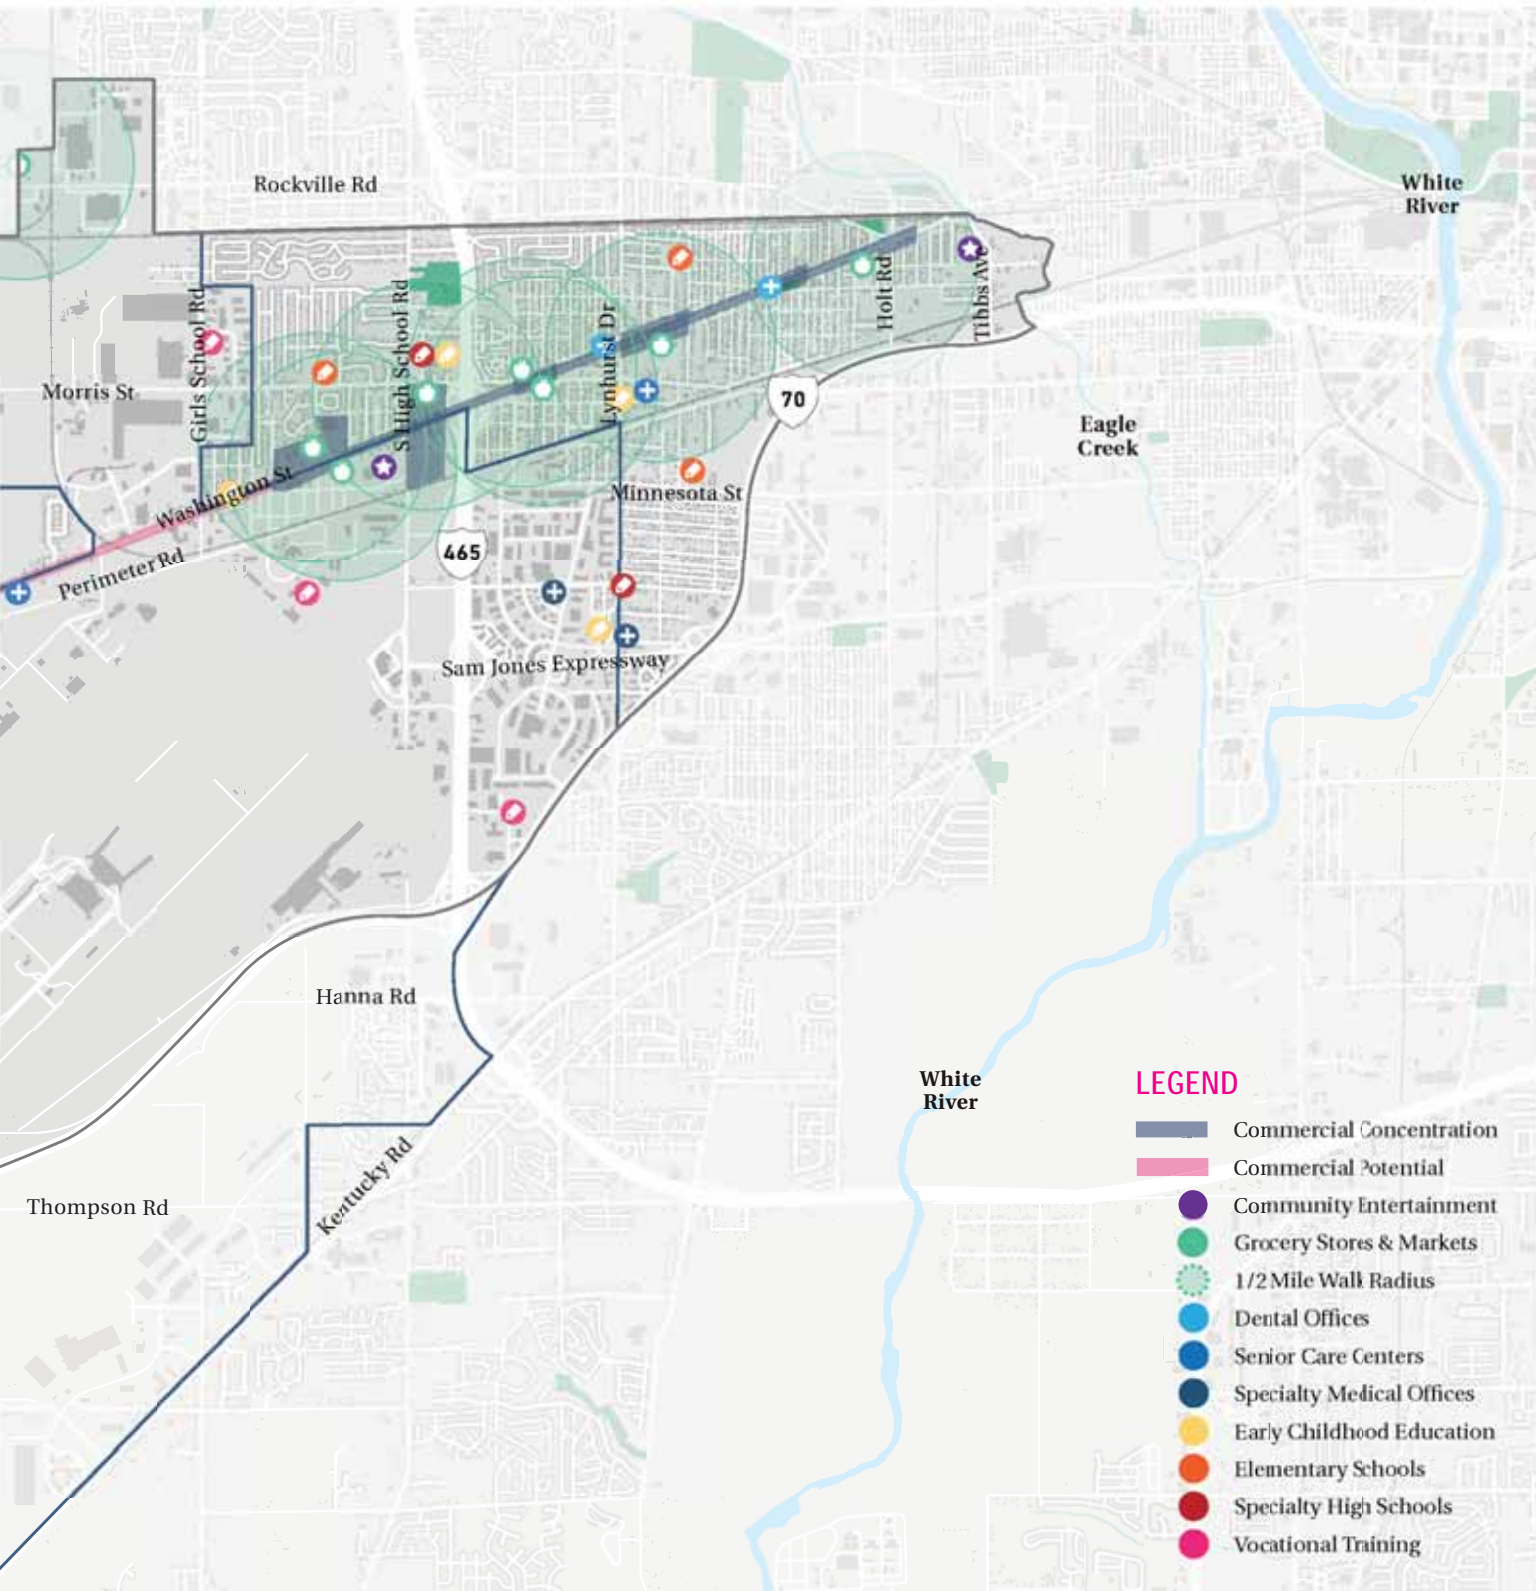 Rockville Rd
White
River
Holt Rd
Tibbs Ave
Girls School Rd
S High School Rd
Lynhurst Dr
Morris St
70
Eagle
Creek
Washington St
Minnesota St
465
Perimeter Rd
Sam Jones Expressway
Hanna Rd
White
River
Kentucky Rd
Thompson Rd
LEGEND
Commercial Concentration
Commercial Potential
Community Entertainment
Grocery Stores & Markets
1/2 Mile Walk Radius
Dental Offices
Senior Care Centers
Specialty Medical Offices
Early Childhood Education
Elementary Schools
Specialty High Schools
Vocational Training